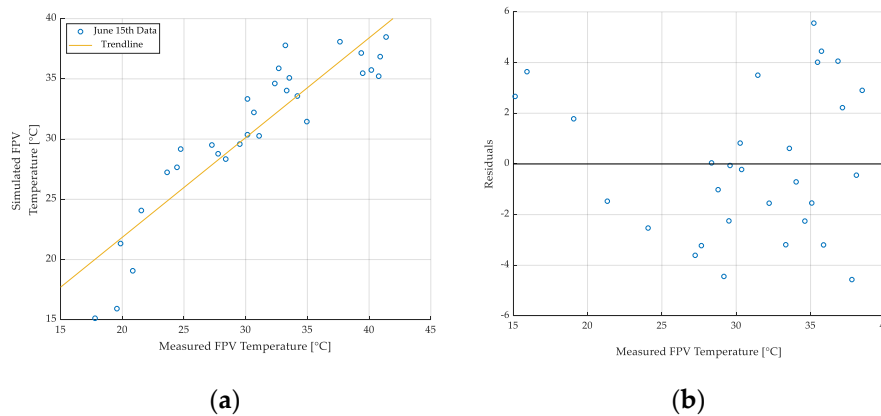 40
35
30
25
20
15
Simulated FPV
Temperature [°C]
June 15th Data
Trendline
15 20 25 30 35 40 45
Measured FPV Temperature [°C]
(a)
6
4
2
0
-2
-4
-6
Residuals
15 20 25 30 35 40
Measured FPV Temperature [°C]
(b)